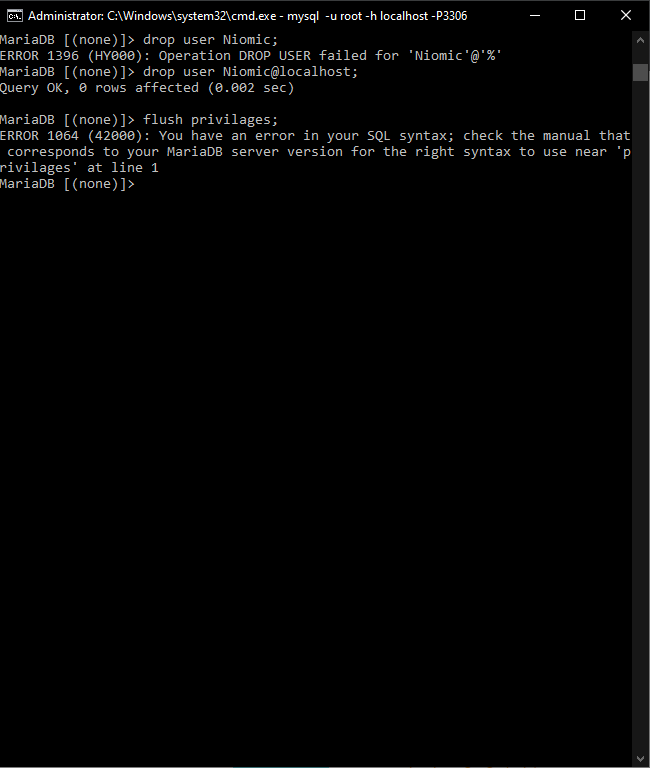 Administrator: C:\Windows\system32\cmd.exe - mysql -u root -h localhost -P3306
MariaDB [(none)]> drop user Niomic;
ERROR 1396 (HY000): Operation DROP USER failed for 'Niomic'@'%'
MariaDB [(none)]> drop user Niomic@localhost;
Query OK, 0 rows affected (0.002 sec)
MariaDB [(none)]> flush privilages;
ERROR 1064 (42000): You have an error in your SQL syntax; check the manual that
corresponds to your MariaDB server version for the right syntax to use near 'p
rivilages' at line 1
MariaDB [(none)]>